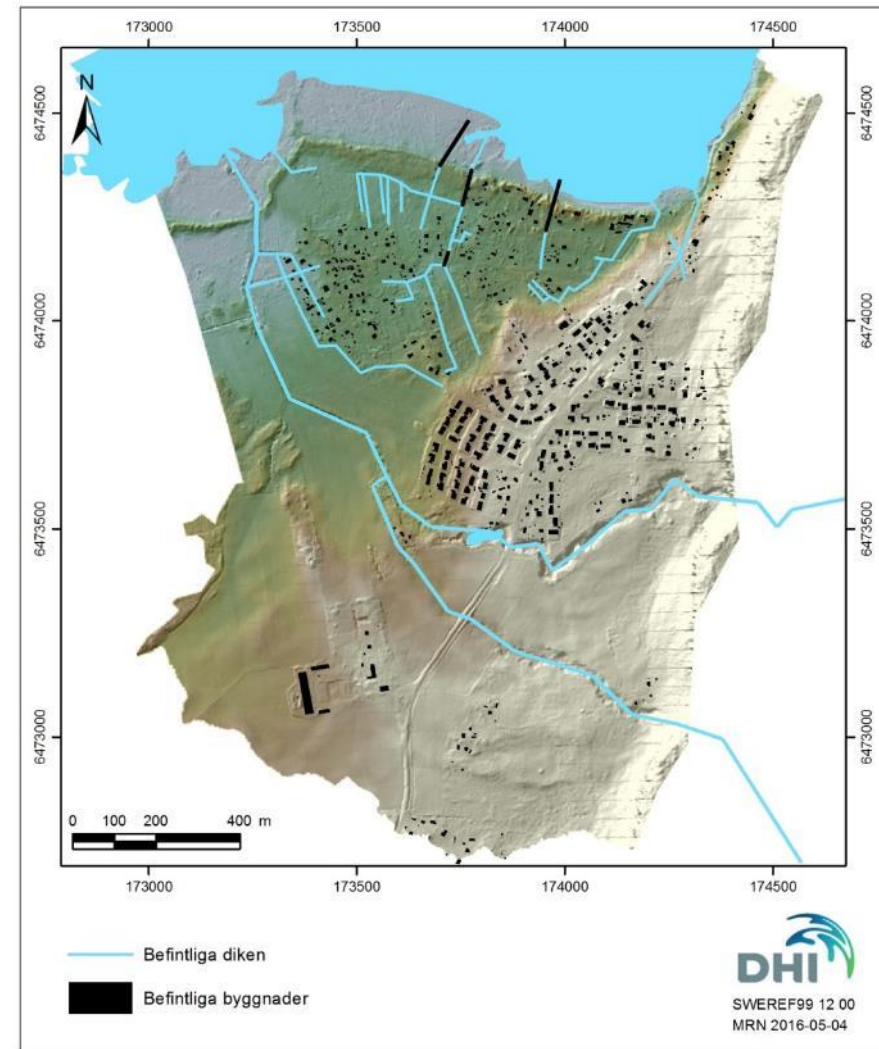 173000 173500 174000 174500
N
6474500 6474500
6474000 6474000
6473500 6473500
6473000 6473000
0 100 200 400 m
173000 173500 174000 174500
Befintliga diken
Befintliga byggnader
DHI
SWEREF99 12 00
MRN 2016-05-04